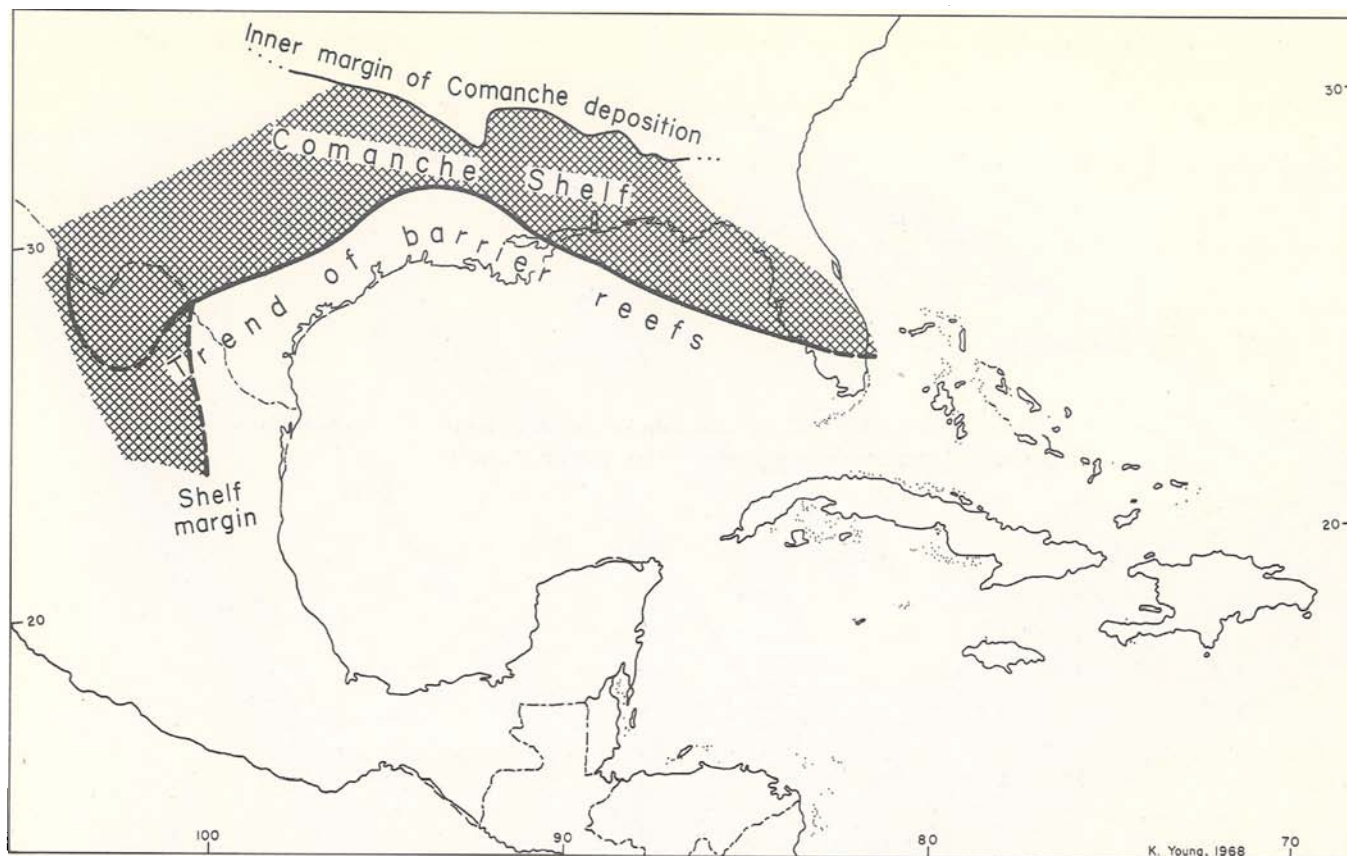 Inner margin of Comanche deposition
30
Comanche Shelf
30
Trend of barrier reefs
Shelf
margin
20
20
100
90
80
70
K. Young, 1968